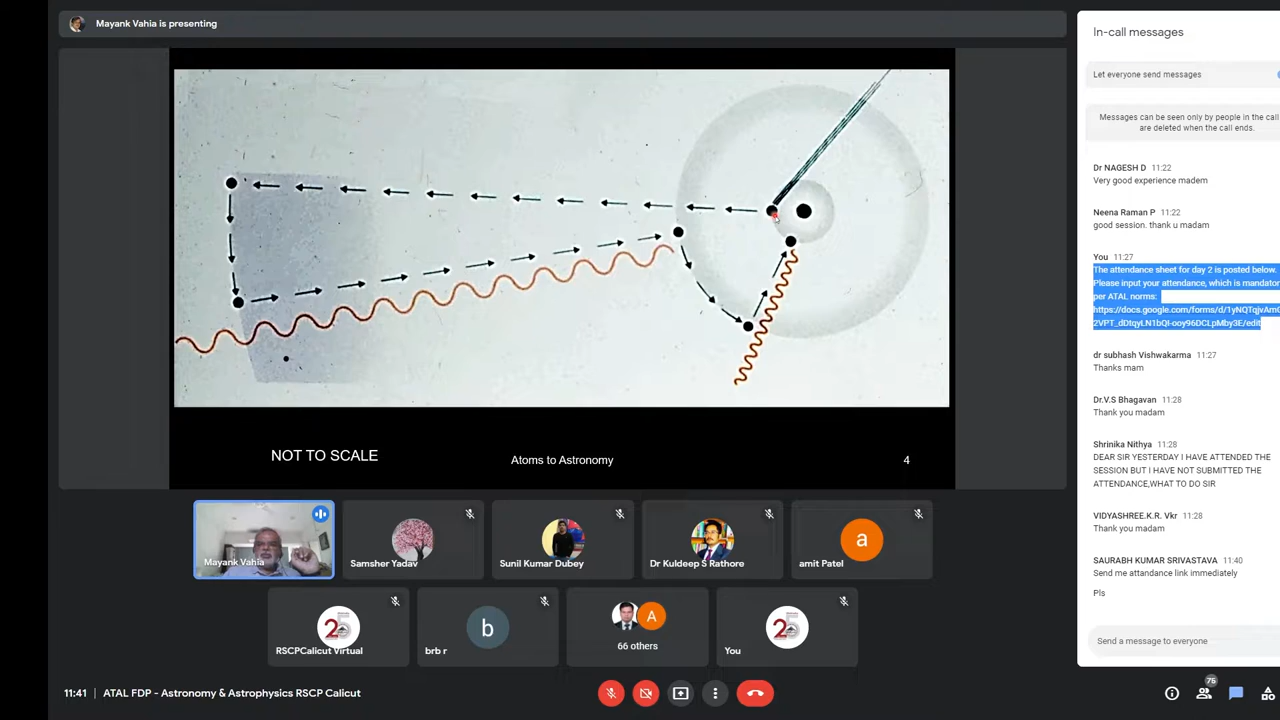 Mayank Vahia is presenting
NOT TO SCALE
Atoms to Astronomy
4
Mayank Vahia
Samsher Yadav
Sunil Kumar Dubey
Dr Kuldeep S Rathore
a
amit Patel
25
RSCPCalicut Virtual
b
brb r
A
66 others
25
You
11:41 | ATAL FDP - Astronomy & Astrophysics RSCP Calicut
75
In-call messages
Let everyone send messages
Messages can be seen only by people in the call
are deleted when the call ends.
Dr NAGESH D 11:22
Very good experience madem
Neena Raman P 11:22
good session. thank u madam
You 11:27
The attendance sheet for day 2 is posted below.
Please input your attendance, which is mandator
per ATAL norms:
dr subhash Vishwakarma 11:27
Thanks mam
Dr.V.S Bhagavan 11:28
Thank you madam
Shrinika Nithya 11:28
DEAR SIR YESTERDAY I HAVE ATTENDED THE
SESSION BUT I HAVE NOT SUBMITTED THE
ATTENDANCE,WHAT TO DO SIR
VIDYASHREE.K.R. Vkr 11:28
Thank you madam
SAURABH KUMAR SRIVASTAVA 11:40
Send me attandance link immediately
Pls
Send a message to everyone